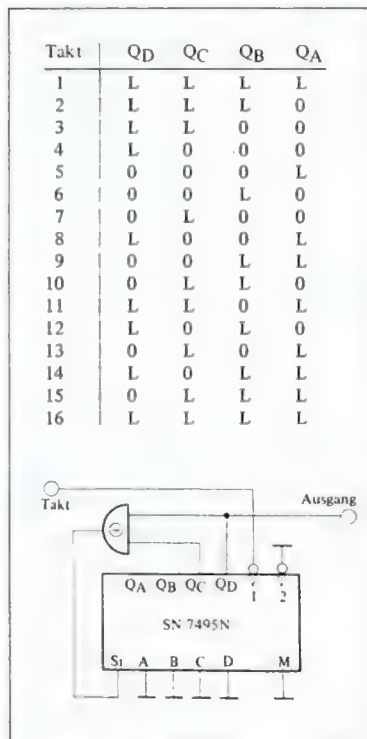 Takt QD QC QB QA
1 L L L L
2 L L L 0
3 L L 0 0
4 L 0 0 0
5 0 0 0 L
6 0 0 L 0
7 0 L 0 0
8 L 0 0 L
9 0 0 L L
10 0 L L 0
11 L L 0 L
12 L 0 L 0
13 0 L 0 L
14 L 0 L L
15 0 L L L
16 L L L L
Takt Ausgang
QA QB QC QD 1 2
SN 7495N
S1 A B C D M